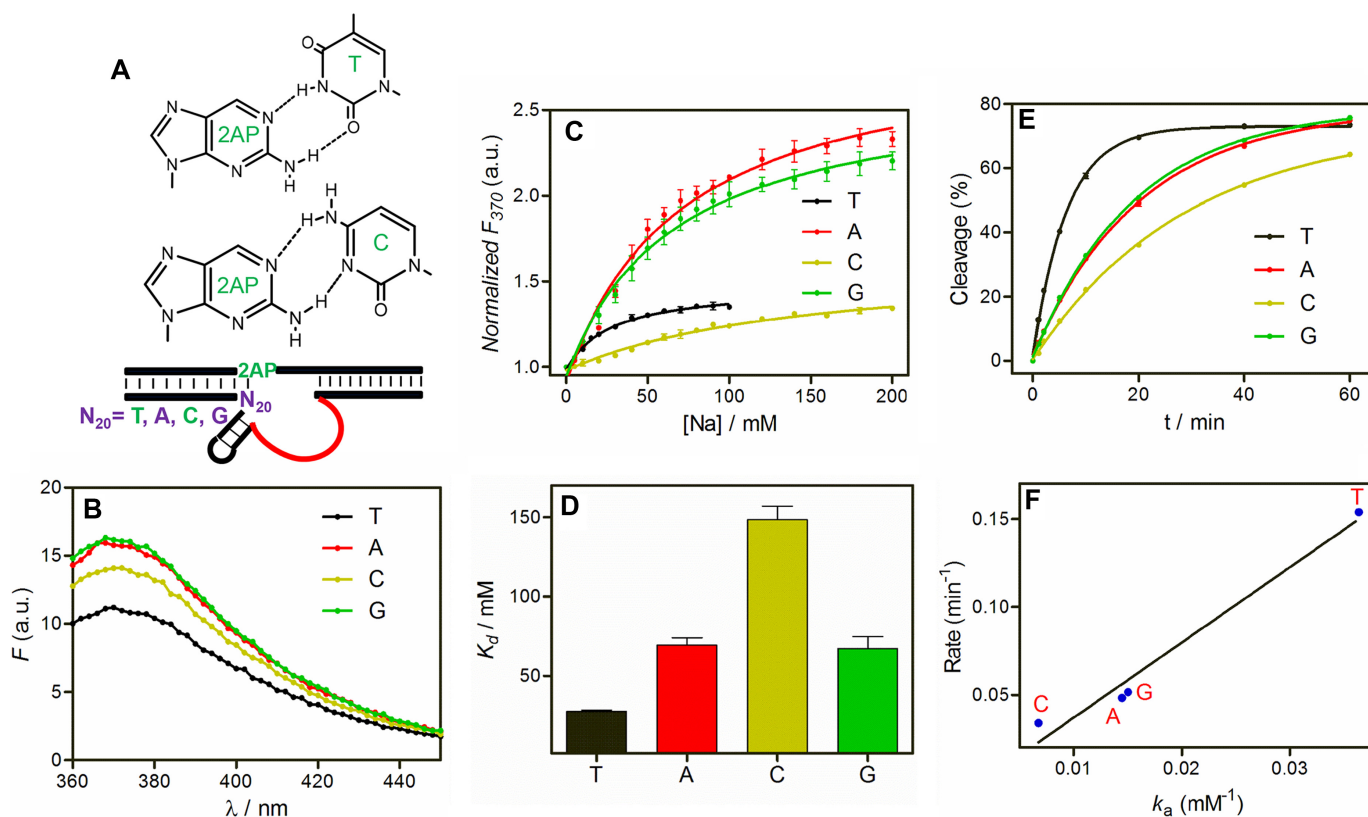 A
O
T
N
H
N
N
N
O
2AP
N
N
N
H
H
H
N
H
N
C
N
N
N
O
2AP
N
N
N
H
H
2AP
N20
N20= T, A, C, G
B
20
15
10
5
0
F (a.u.)
T
A
C
G
360
380
400
420
440
λ / nm
C
2.5
2.0
1.5
1.0
Normalized F370 (a.u.)
T
A
C
G
0
50
100
150
200
[Na] / mM
D
150
100
50
Kd / mM
T
A
C
G
E
80
60
40
20
0
Cleavage (%)
T
A
C
G
0
20
40
60
t / min
F
0.15
0.10
0.05
Rate (min⁻¹)
T
C
A
G
0.01
0.02
0.03
ka (mM⁻¹)